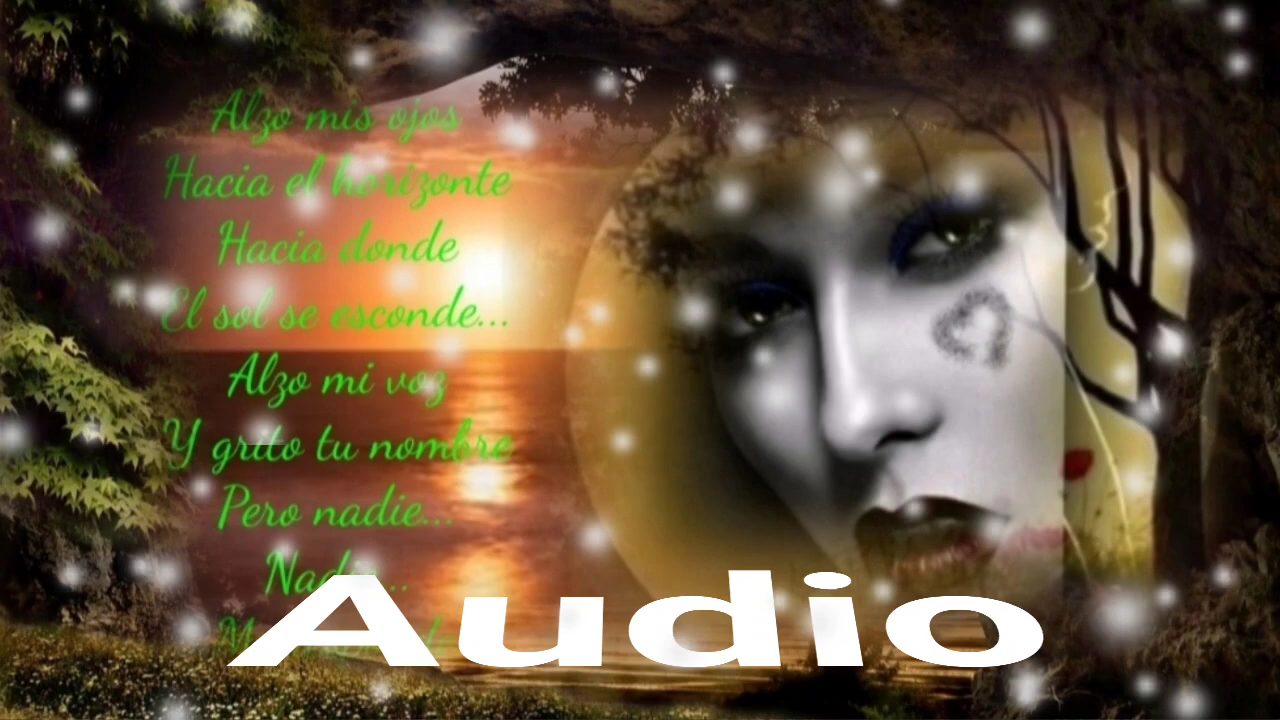 Alzo mis ojos
Hacia el horizonte
Hacia donde
El sol se esconde...
Alzo mi voz
Y grito tu nombre
Pero nadie...
Audio